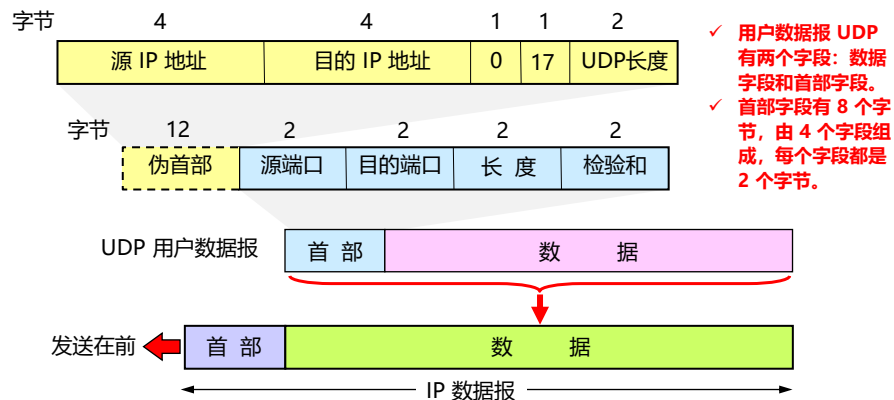 字节 4 4 1 1 2
源 IP 地址 目的 IP 地址 0 17 UDP长度
字节 12 2 2 2 2
伪首部 源端口 目的端口 长 度 检验和
UDP 用户数据报 首 部 数 据
发送在前 首 部 数 据
IP 数据报
✓ 用户数据报 UDP
有两个字段：数据
字段和首部字段。
✓ 首部字段有 8 个字
节，由 4 个字段组
成，每个字段都是
2 个字节。